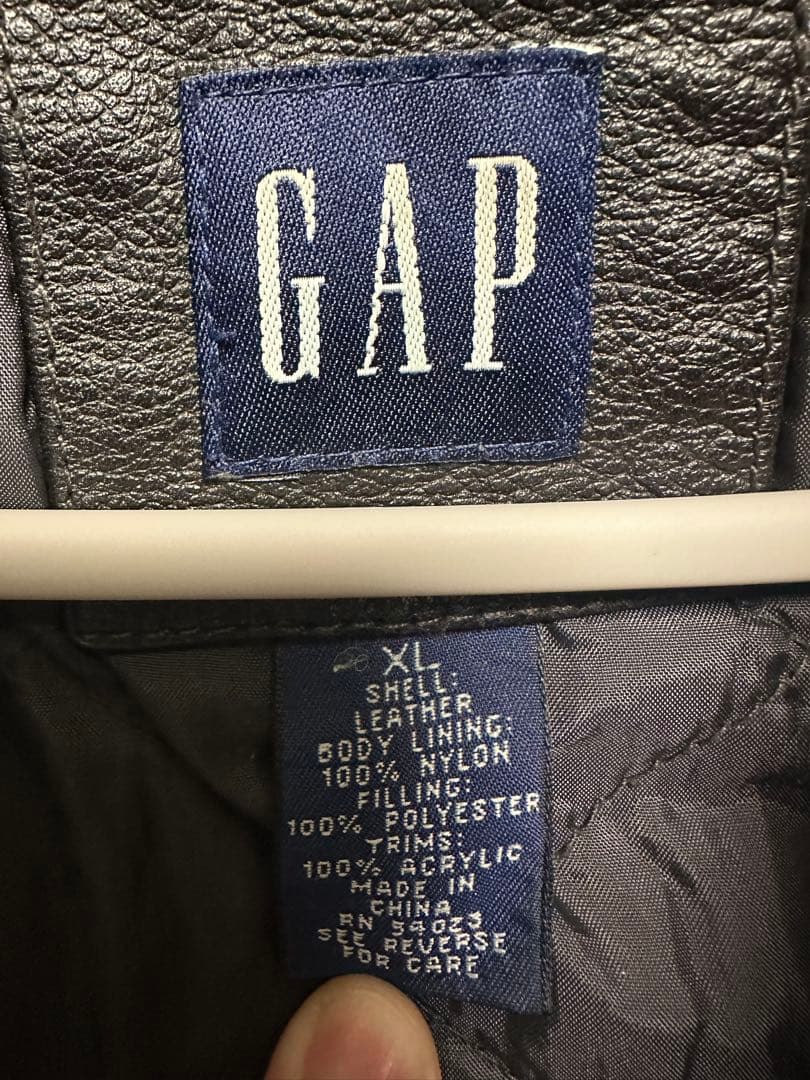 GAP
XL
SHELL:
LEATHER
BODY LINING:
100% NYLON
FILLING:
100% POLYESTER
TRIMS:
100% ACRYLIC
MADE IN
CHINA
RN 54023
SEE REVERSE
FOR CARE